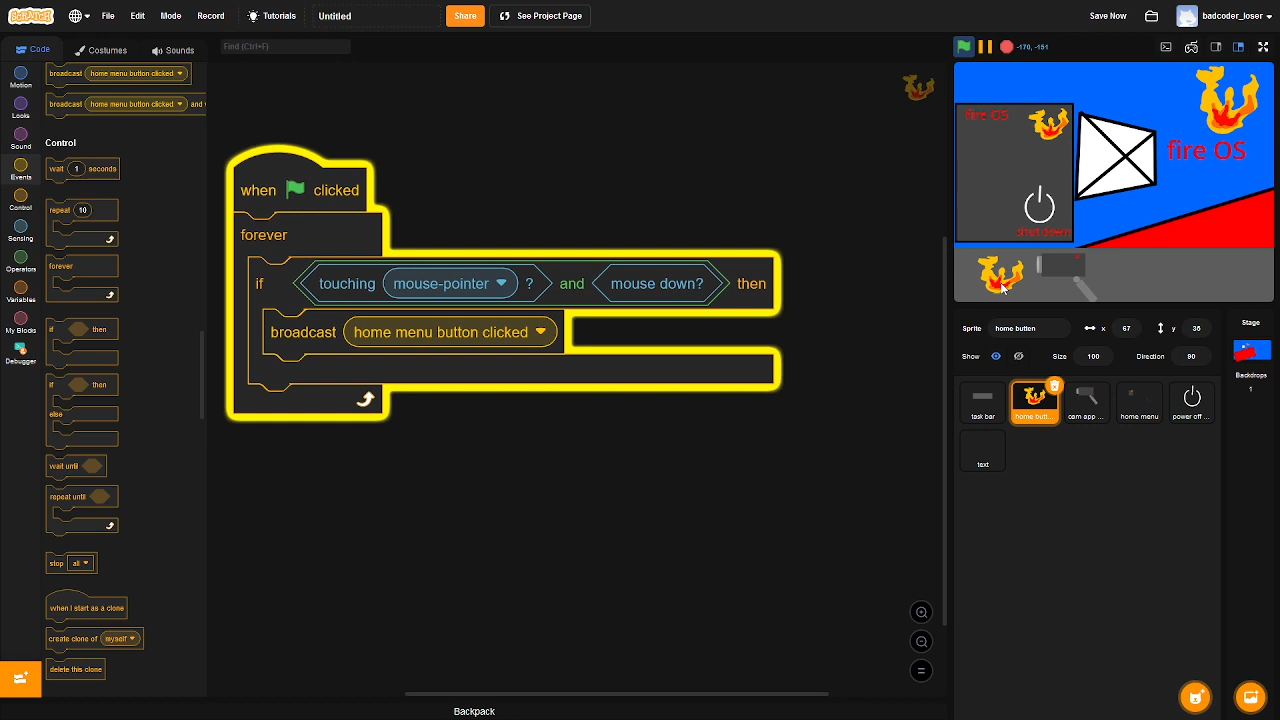 SCRATCH
File
Edit
Mode
Record
Tutorials
Untitled
Share
See Project Page
Save Now
badcoder_loser
Code
Costumes
Sounds
Find (Ctrl+F)
-170, -151
Motion
Looks
Sound
Events
Control
Sensing
Operators
Variables
My Blocks
Debugger
broadcast home menu button clicked
broadcast home menu button clicked and
Control
wait 1 seconds
repeat 10
forever
if then
if then
else
wait until
repeat until
stop all
when I start as a clone
create clone of myself
delete this clone
when clicked
forever
if touching mouse-pointer ? and mouse down? then
broadcast home menu button clicked
fire OS
fire OS
shut down
Sprite home butten x 67 y 36
Show Size 100 Direction 90
task bar
home butt...
cam app ...
home menu
power off ...
text
Stage
Backdrops
1
Backpack